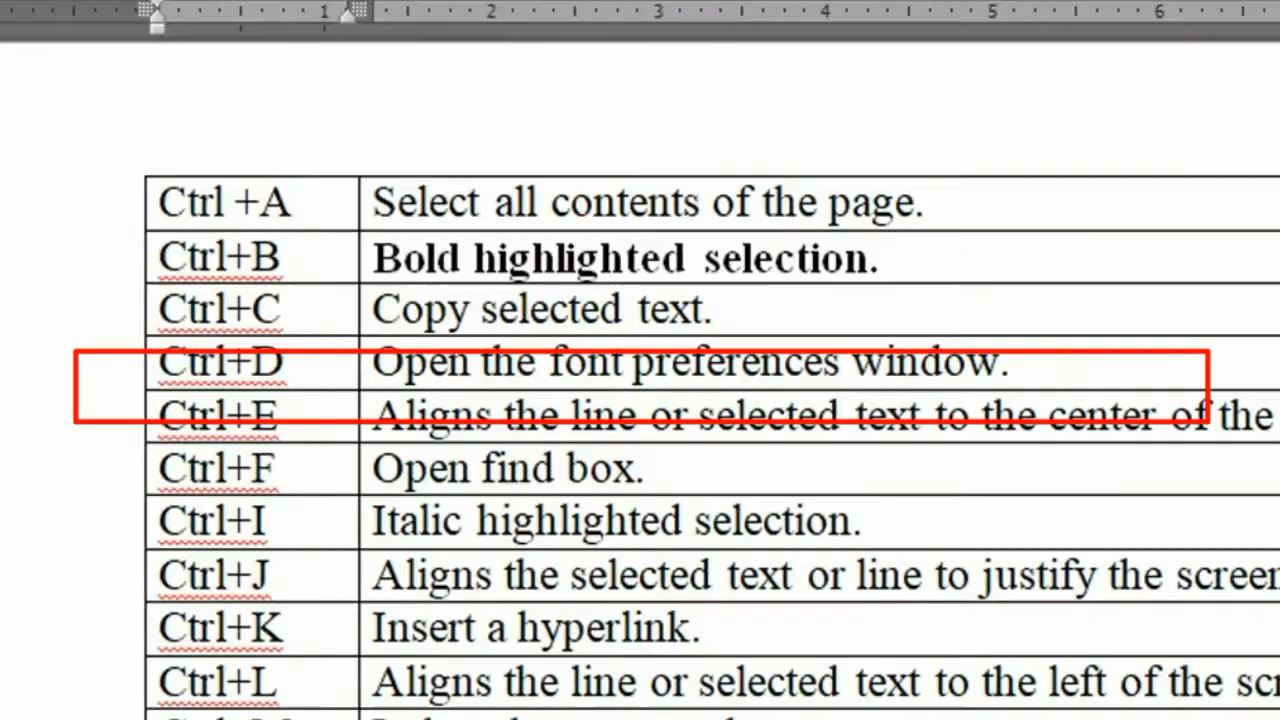 1 2 3 4 5 6
Ctrl +A Select all contents of the page.
Ctrl+B Bold highlighted selection.
Ctrl+C Copy selected text.
Ctrl+D Open the font preferences window.
Ctrl+E Aligns the line or selected text to the center of the
Ctrl+F Open find box.
Ctrl+I Italic highlighted selection.
Ctrl+J Aligns the selected text or line to justify the screen
Ctrl+K Insert a hyperlink.
Ctrl+L Aligns the line or selected text to the left of the